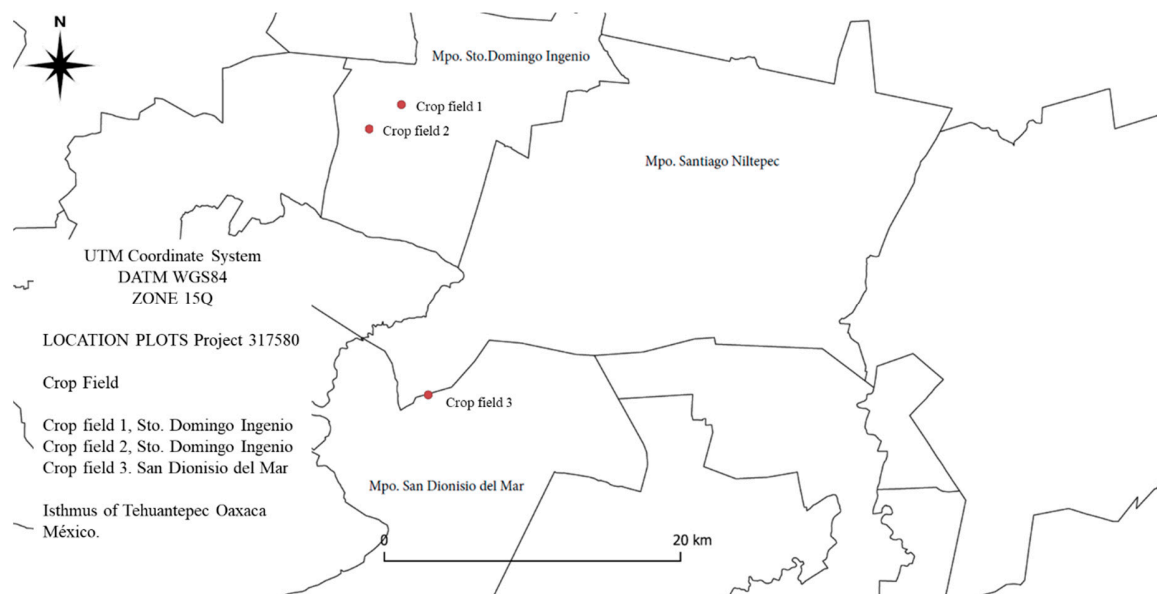 N
Mpo. Sto.Domingo Ingenio
Crop field 1
Crop field 2
Mpo. Santiago Niltepec
UTM Coordinate System
DATM WGS84
ZONE 15Q
LOCATION PLOTS Project 317580
Crop Field
Crop field 3
Crop field 1, Sto. Domingo Ingenio
Crop field 2, Sto. Domingo Ingenio
Crop field 3. San Dionisio del Mar
Mpo. San Dionisio del Mar
Isthmus of Tehuantepec Oaxaca
México.
0
20 km